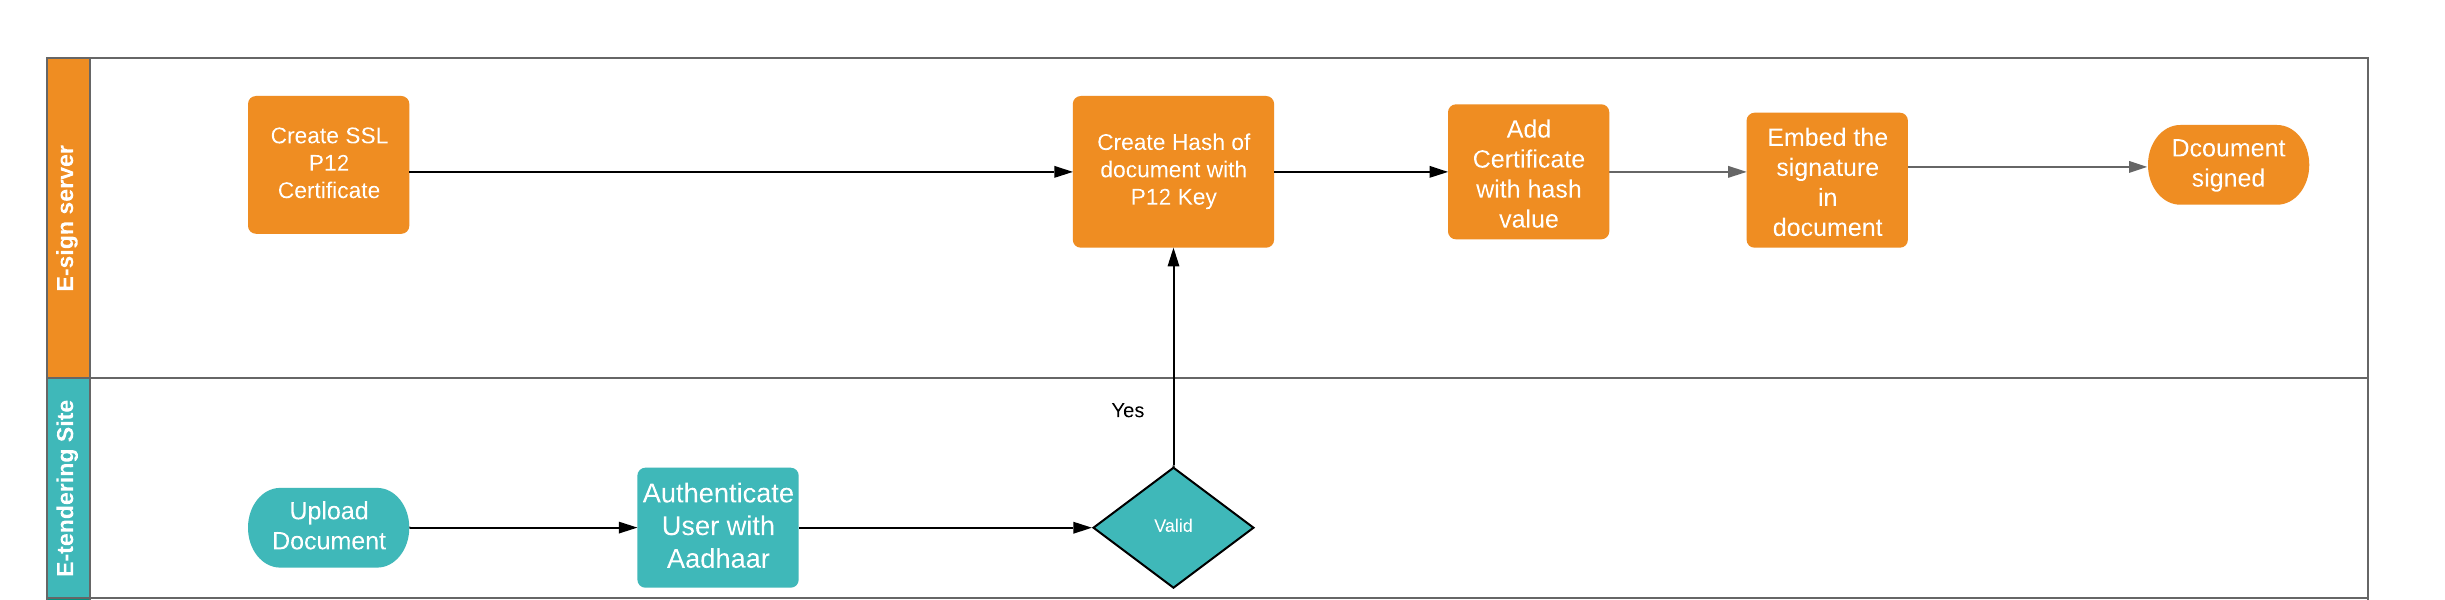 E-sign server
Create SSL
P12
Certificate
Create Hash of
document with
P12 Key
Add
Certificate
with hash
value
Embed the
signature
in
document
Dcoument
signed
E-tendering Site
Upload
Document
Authenticate
User with
Aadhaar
Valid
Yes